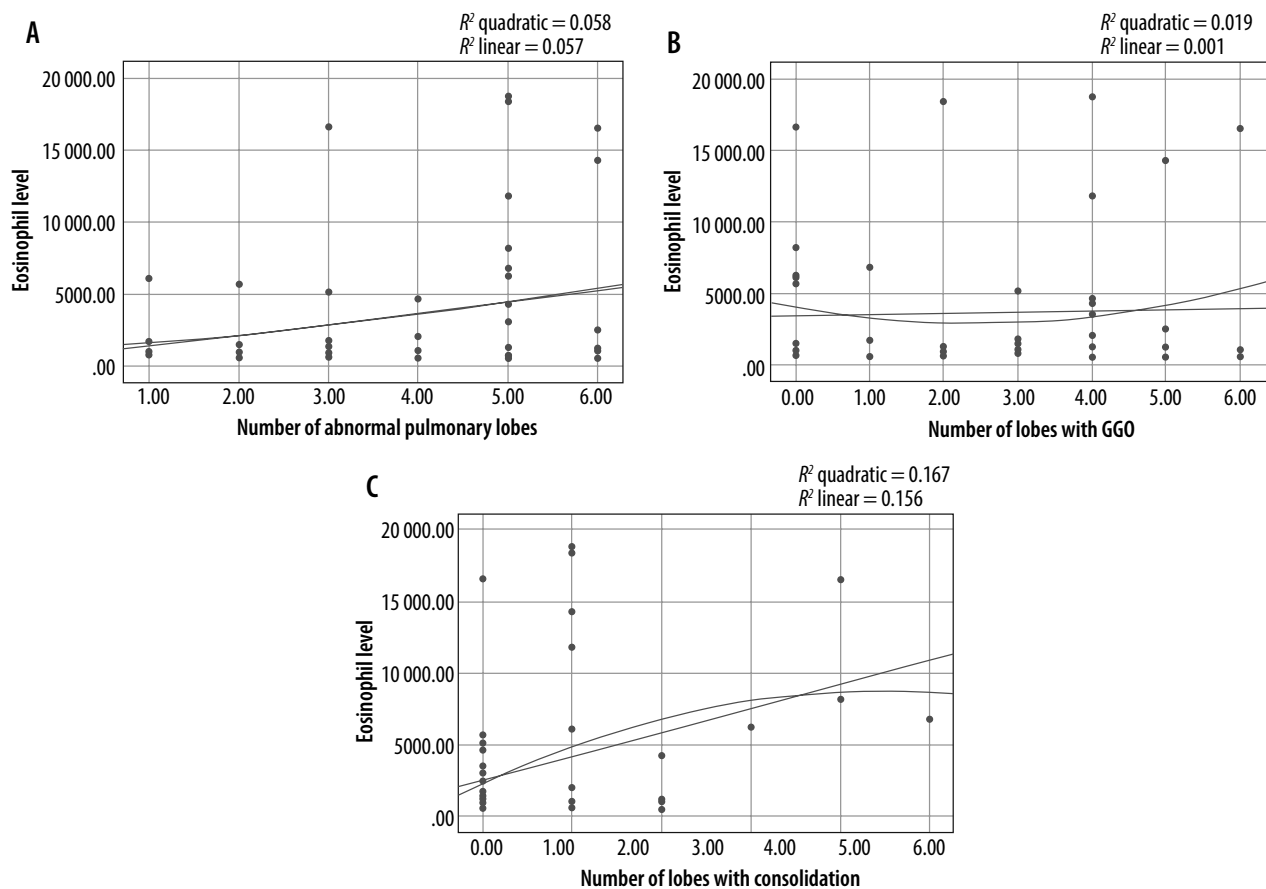 A
R² quadratic = 0.058
R² linear = 0.057
20 000.00
15 000.00
10 000.00
5000.00
.00
Eosinophil level
1.00 2.00 3.00 4.00 5.00 6.00
Number of abnormal pulmonary lobes
B
R² quadratic = 0.019
R² linear = 0.001
20 000.00
15 000.00
10 000.00
5000.00
.00
Eosinophil level
0.00 1.00 2.00 3.00 4.00 5.00 6.00
Number of lobes with GGO
C
R² quadratic = 0.167
R² linear = 0.156
20 000.00
15 000.00
10 000.00
5000.00
.00
Eosinophil level
0.00 1.00 2.00 3.00 4.00 5.00 6.00
Number of lobes with consolidation